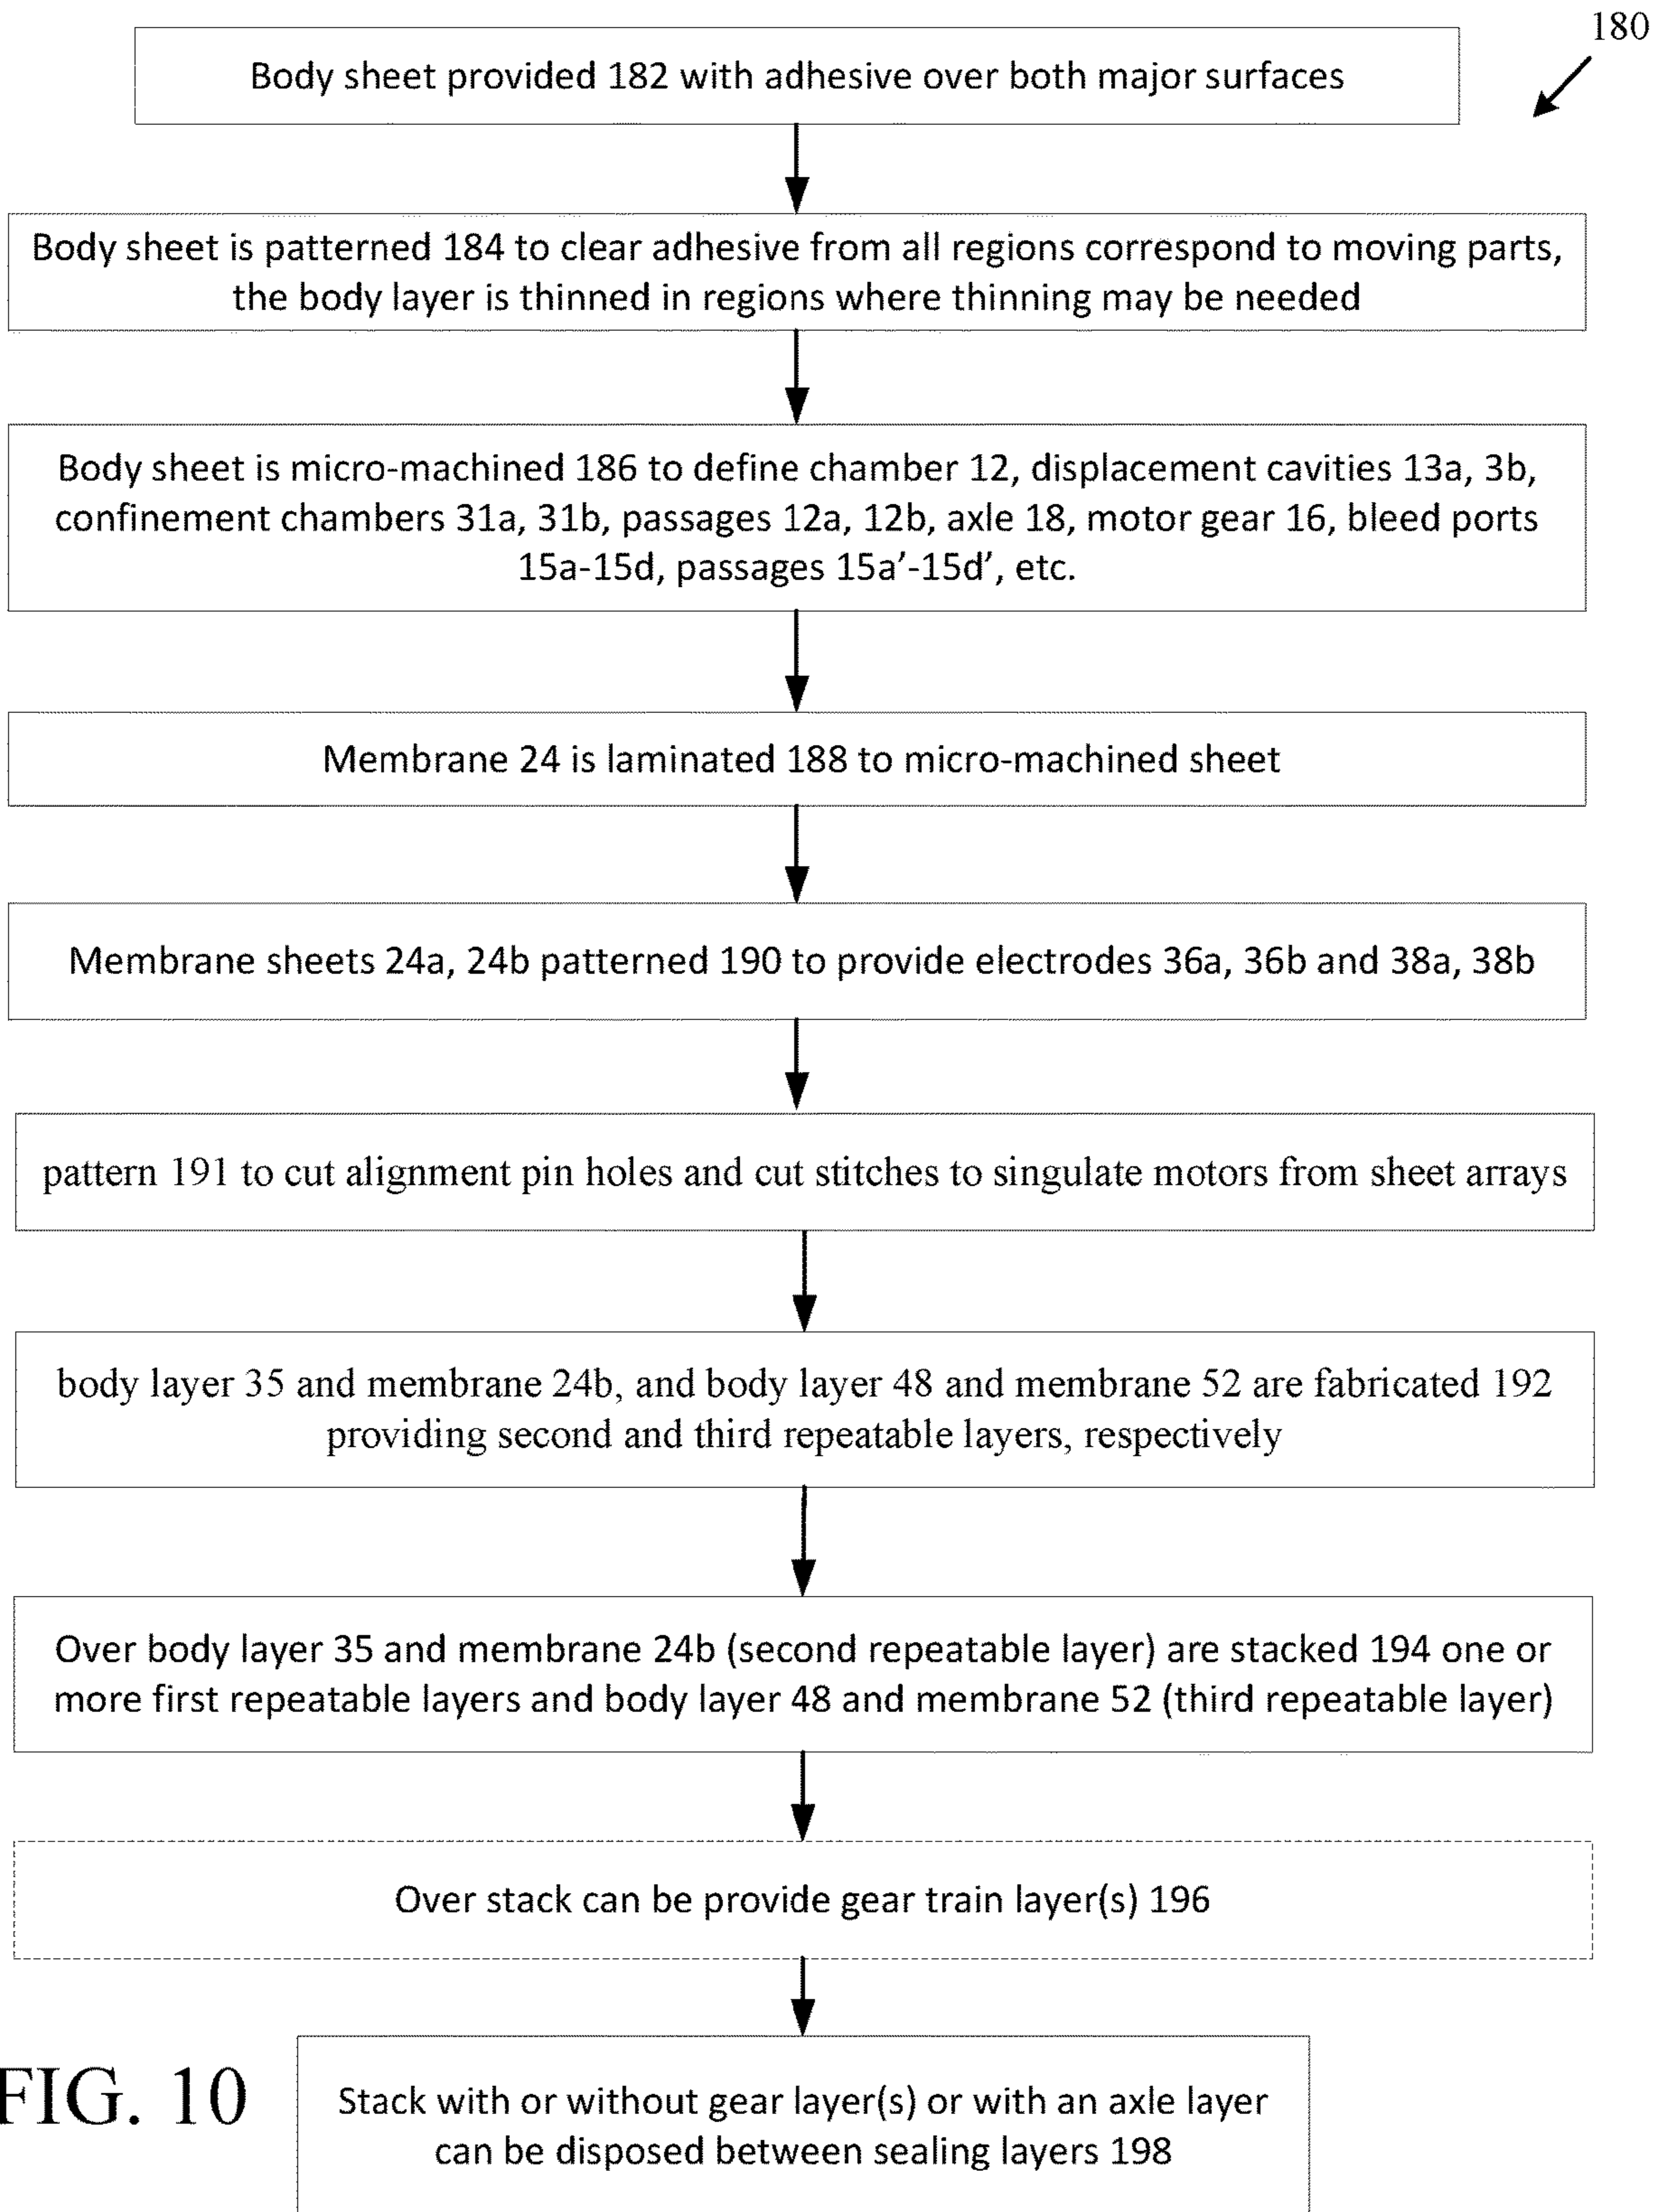 180
Body sheet provided 182 with adhesive over both major surfaces
Body sheet is patterned 184 to clear adhesive from all regions correspond to moving parts,
the body layer is thinned in regions where thinning may be needed
Body sheet is micro-machined 186 to define chamber 12, displacement cavities 13a, 3b,
confinement chambers 31a, 31b, passages 12a, 12b, axle 18, motor gear 16, bleed ports
15a-15d, passages 15a’-15d’, etc.
Membrane 24 is laminated 188 to micro-machined sheet
Membrane sheets 24a, 24b patterned 190 to provide electrodes 36a, 36b and 38a, 38b
pattern 191 to cut alignment pin holes and cut stitches to singulate motors from sheet arrays
body layer 35 and membrane 24b, and body layer 48 and membrane 52 are fabricated 192
providing second and third repeatable layers, respectively
Over body layer 35 and membrane 24b (second repeatable layer) are stacked 194 one or
more first repeatable layers and body layer 48 and membrane 52 (third repeatable layer)
Over stack can be provide gear train layer(s) 196
FIG. 10
Stack with or without gear layer(s) or with an axle layer
can be disposed between sealing layers 198